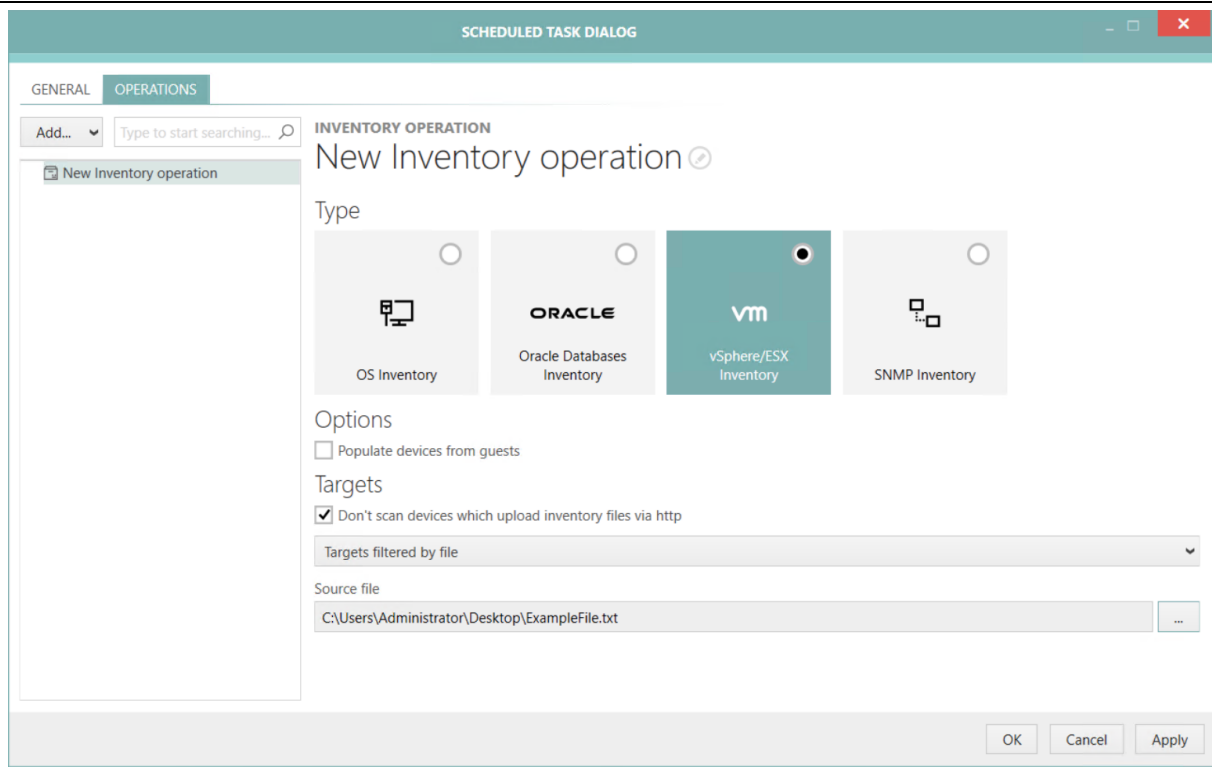 SCHEDULED TASK DIALOG
GENERAL
OPERATIONS
Add...
Type to start searching...
New Inventory operation
INVENTORY OPERATION
New Inventory operation
Type
OS Inventory
ORACLE
Oracle Databases
Inventory
vm
vSphere/ESX
Inventory
SNMP Inventory
Options
Populate devices from guests
Targets
Don't scan devices which upload inventory files via http
Targets filtered by file
Source file
C:\Users\Administrator\Desktop\ExampleFile.txt
...
OK
Cancel
Apply